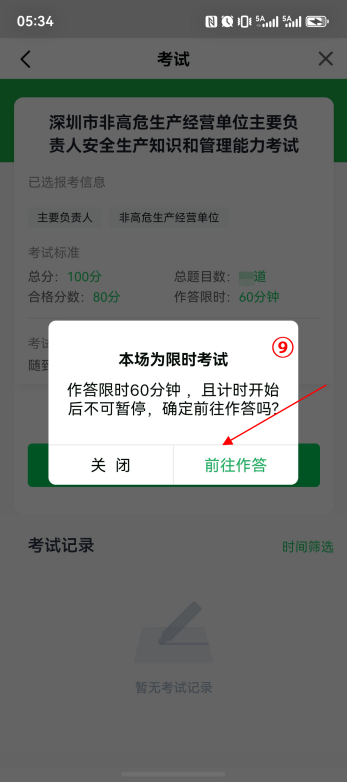 05:34
考试
深圳市非高危生产经营单位主要负
责人安全生产知识和管理能力考试
已选报考信息
主要负责人 非高危生产经营单位
考试标准
总分：100分 总题目数： 道
合格分数：80分 作答限时：60分钟
考
随
本场为限时考试
⑨
作答限时60分钟 ，且计时开始
后不可暂停，确定前往作答吗?
关 闭
前往作答
考试记录
时间筛选
暂无考试记录